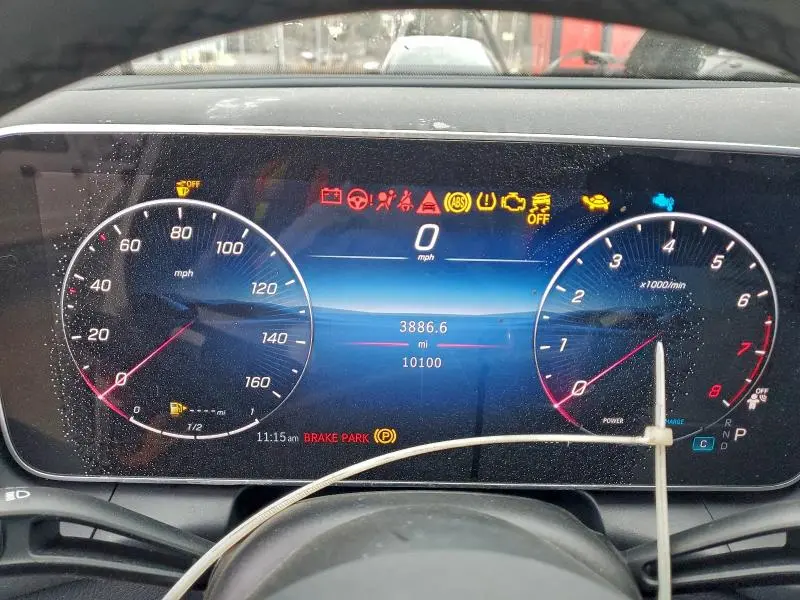 OFF
ABS
OFF
0
mph
20
40
60
80
100
120
140
160
0
mph
0
1/2
1
----mi
3886.6
mi
10100
11:15 am BRAKE PARK (P)
0
1
2
3
4
5
6
7
8
x1000/min
POWER
CHARGE
OFF
R
N
D
P
C